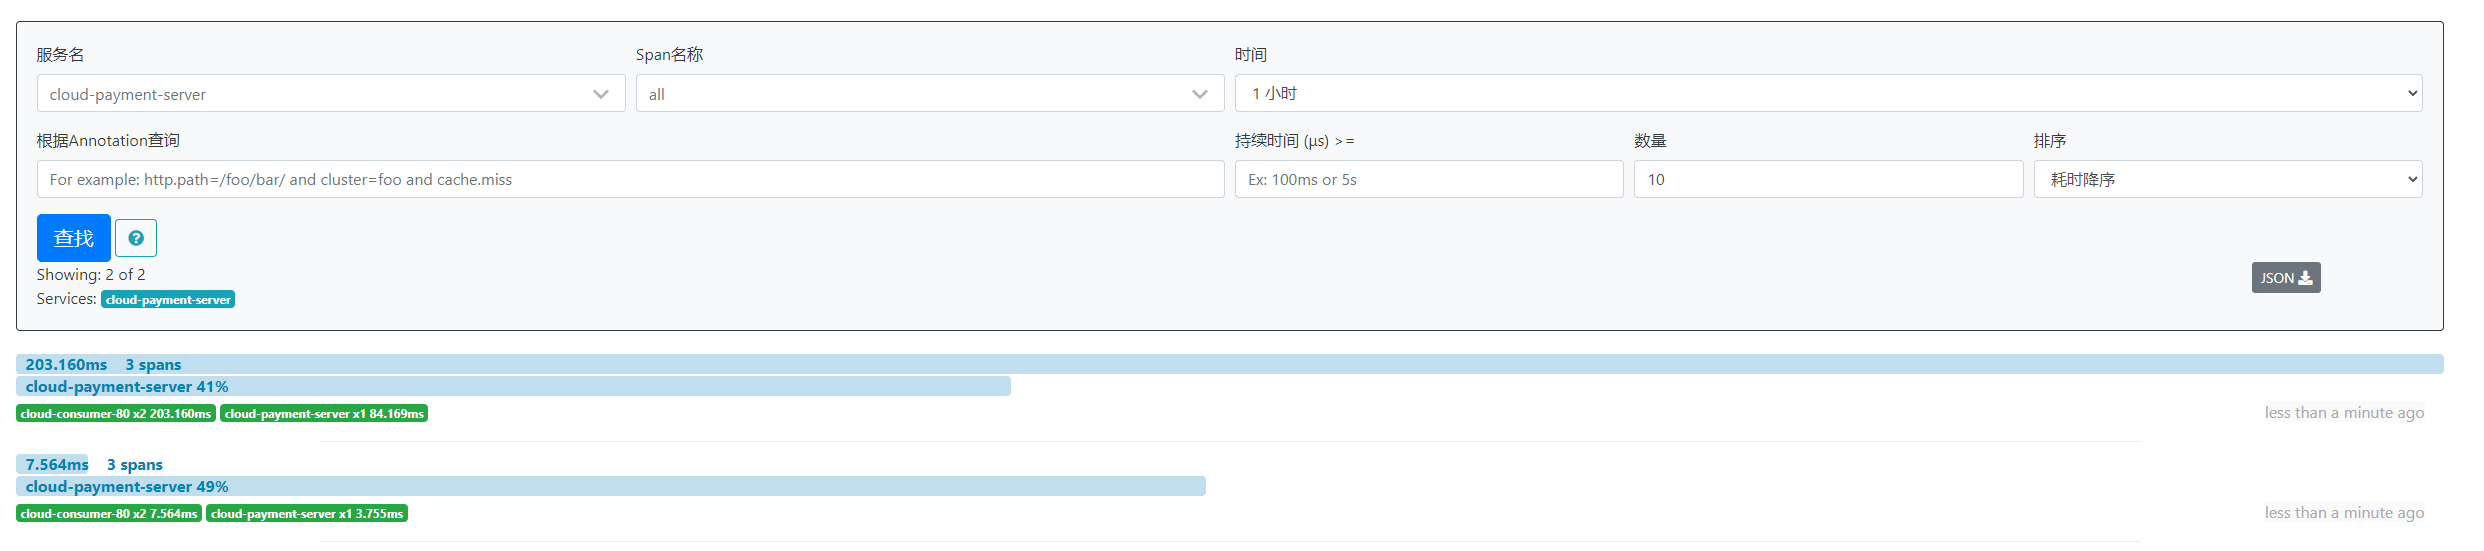 服务名 Span名称 时间
cloud-payment-server all 1 小时
根据Annotation查询 持续时间 (μs) >= 数量 排序
For example: http.path=/foo/bar/ and cluster=foo and cache.miss Ex: 100ms or 5s 10 耗时降序
查找
Showing: 2 of 2
JSON
Services: cloud-payment-server
203.160ms 3 spans
cloud-payment-server 41%
cloud-consumer-80 x2 203.160ms cloud-payment-server x1 84.169ms less than a minute ago
7.564ms 3 spans
cloud-payment-server 49%
cloud-consumer-80 x2 7.564ms cloud-payment-server x1 3.755ms less than a minute ago